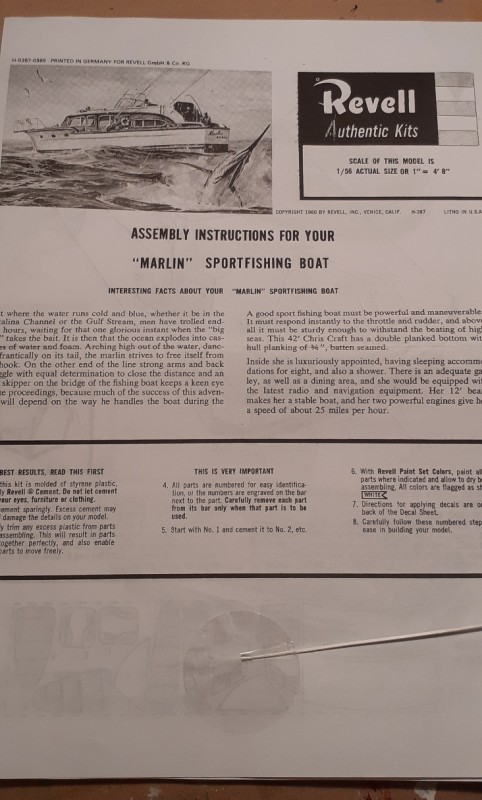 H-0387-0389 PRINTED IN GERMANY FOR REVELL GmbH & Co. KG
Revell
Authentic Kits
SCALE OF THIS MODEL IS
1/56 ACTUAL SIZE OR 1" = 4' 8"
COPYRIGHT 1960 BY REVELL, INC., VENICE, CALIF. H-387 LITHO IN U.S.A
ASSEMBLY INSTRUCTIONS FOR YOUR
"MARLIN" SPORTFISHING BOAT
INTERESTING FACTS ABOUT YOUR "MARLIN" SPORTFISHING BOAT
t where the water runs cold and blue, whether it be in the
alina Channel or the Gulf Stream, men have trolled end-
hours, waiting for that one glorious instant when the "big
" takes the bait. It is then that the ocean explodes into cas-
es of water and foam. Arching high out of the water, danc-
frantically on its tail, the marlin strives to free itself from
hook. On the other end of the line strong arms and back
ggle with equal determination to close the distance and an
skipper on the bridge of the fishing boat keeps a keen eye
e proceedings, because much of the success of this adven-
will depend on the way he handles the boat during the
A good sport fishing boat must be powerful and maneuverable
It must respond instantly to the throttle and rudder, and above
all it must be sturdy enough to withstand the beating of high
seas. This 42' Chris Craft has a double planked bottom wit
hull planking of ¾", batten seamed.
Inside she is luxuriously appointed, having sleeping accomm
dations for eight, and also a shower. There is an adequate ga
ley, as well as a dining area, and she would be equipped wit
the latest radio and navigation equipment. Her 12' bea
makes her a stable boat, and her two powerful engines give he
a speed of about 25 miles per hour.
BEST RESULTS, READ THIS FIRST
this kit is molded of styrene plastic,
ly Revell ® Cement. Do not let cement
your eyes, furniture or clothing.
ement sparingly. Excess cement may
damage the details on your model.
ly trim any excess plastic from parts
assembling. This will result in parts
together perfectly, and also enable
parts to move freely.
THIS IS VERY IMPORTANT
4. All parts are numbered for easy identifica-
tion, or the numbers are engraved on the bar
next to the part. Carefully remove each part
from its bar only when that part is to be
used.
5. Start with No. 1 and cement it to No. 2, etc.
6. With Revell Paint Set Colors, paint all
parts where indicated and allow to dry be
assembling. All colors are flagged as sh
WHITE
7. Directions for applying decals are o
back of the Decal Sheet.
8. Carefully follow these numbered step
ease in building your model.